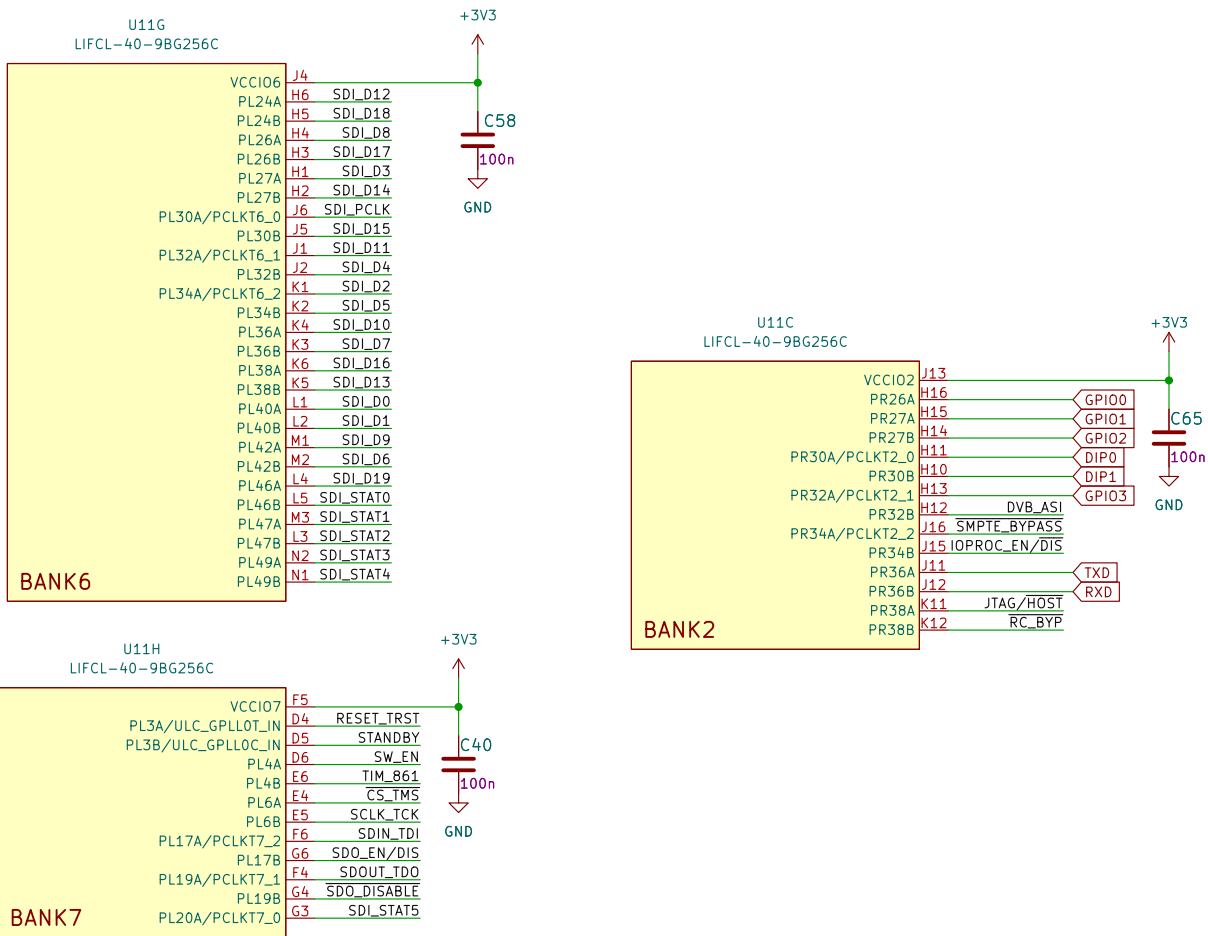 U11G
LIFCL-40-9BG256C
+3V3
VCCIO6 J4
PL24A H6 SDI_D12
PL24B H5 SDI_D18
PL26A H4 SDI_D8
PL26B H3 SDI_D17
PL27A H1 SDI_D3
PL27B H2 SDI_D14
PL30A/PCLKT6_0 J6 SDI_PCLK
PL30B J5 SDI_D15
PL32A/PCLKT6_1 J1 SDI_D11
PL32B J2 SDI_D4
PL34A/PCLKT6_2 K1 SDI_D2
PL34B K2 SDI_D5
PL36A K4 SDI_D10
PL36B K3 SDI_D7
PL38A K6 SDI_D16
PL38B K5 SDI_D13
PL40A L1 SDI_D0
PL40B L2 SDI_D1
PL42A M1 SDI_D9
PL42B M2 SDI_D6
PL46A L4 SDI_D19
PL46B L5 SDI_STAT0
PL47A M3 SDI_STAT1
PL47B L3 SDI_STAT2
PL49A N2 SDI_STAT3
PL49B N1 SDI_STAT4
BANK6
C58
100n
GND
U11C
LIFCL-40-9BG256C
+3V3
VCCIO2 J13
PR26A H16 GPIO0
PR27A H15 GPIO1
PR27B H14 GPIO2
PR30A/PCLKT2_0 H11 DIP0
PR30B H10 DIP1
PR32A/PCLKT2_1 H13 GPIO3
PR32B H12 DVB_ASI
PR34A/PCLKT2_2 J16 SMPTE_BYPASS
PR34B J15 IOPROC_EN/DIS
PR36A J11 TXD
PR36B J12 RXD
PR38A K11 JTAG/HOST
PR38B K12 RC_BYP
BANK2
C65
100n
GND
U11H
LIFCL-40-9BG256C
+3V3
VCCIO7 F5
PL3A/ULC_GPLL0T_IN D4 RESET_TRST
PL3B/ULC_GPLL0C_IN D5 STANDBY
PL4A D6 SW_EN
PL4B E6 TIM_861
PL6A E4 CS_TMS
PL6B E5 SCLK_TCK
PL17A/PCLKT7_2 F6 SDIN_TDI
PL17B G6 SDO_EN/DIS
PL19A/PCLKT7_1 F4 SDOUT_TDO
PL19B G4 SDO_DISABLE
PL20A/PCLKT7_0 G3 SDI_STAT5
BANK7
C40
100n
GND